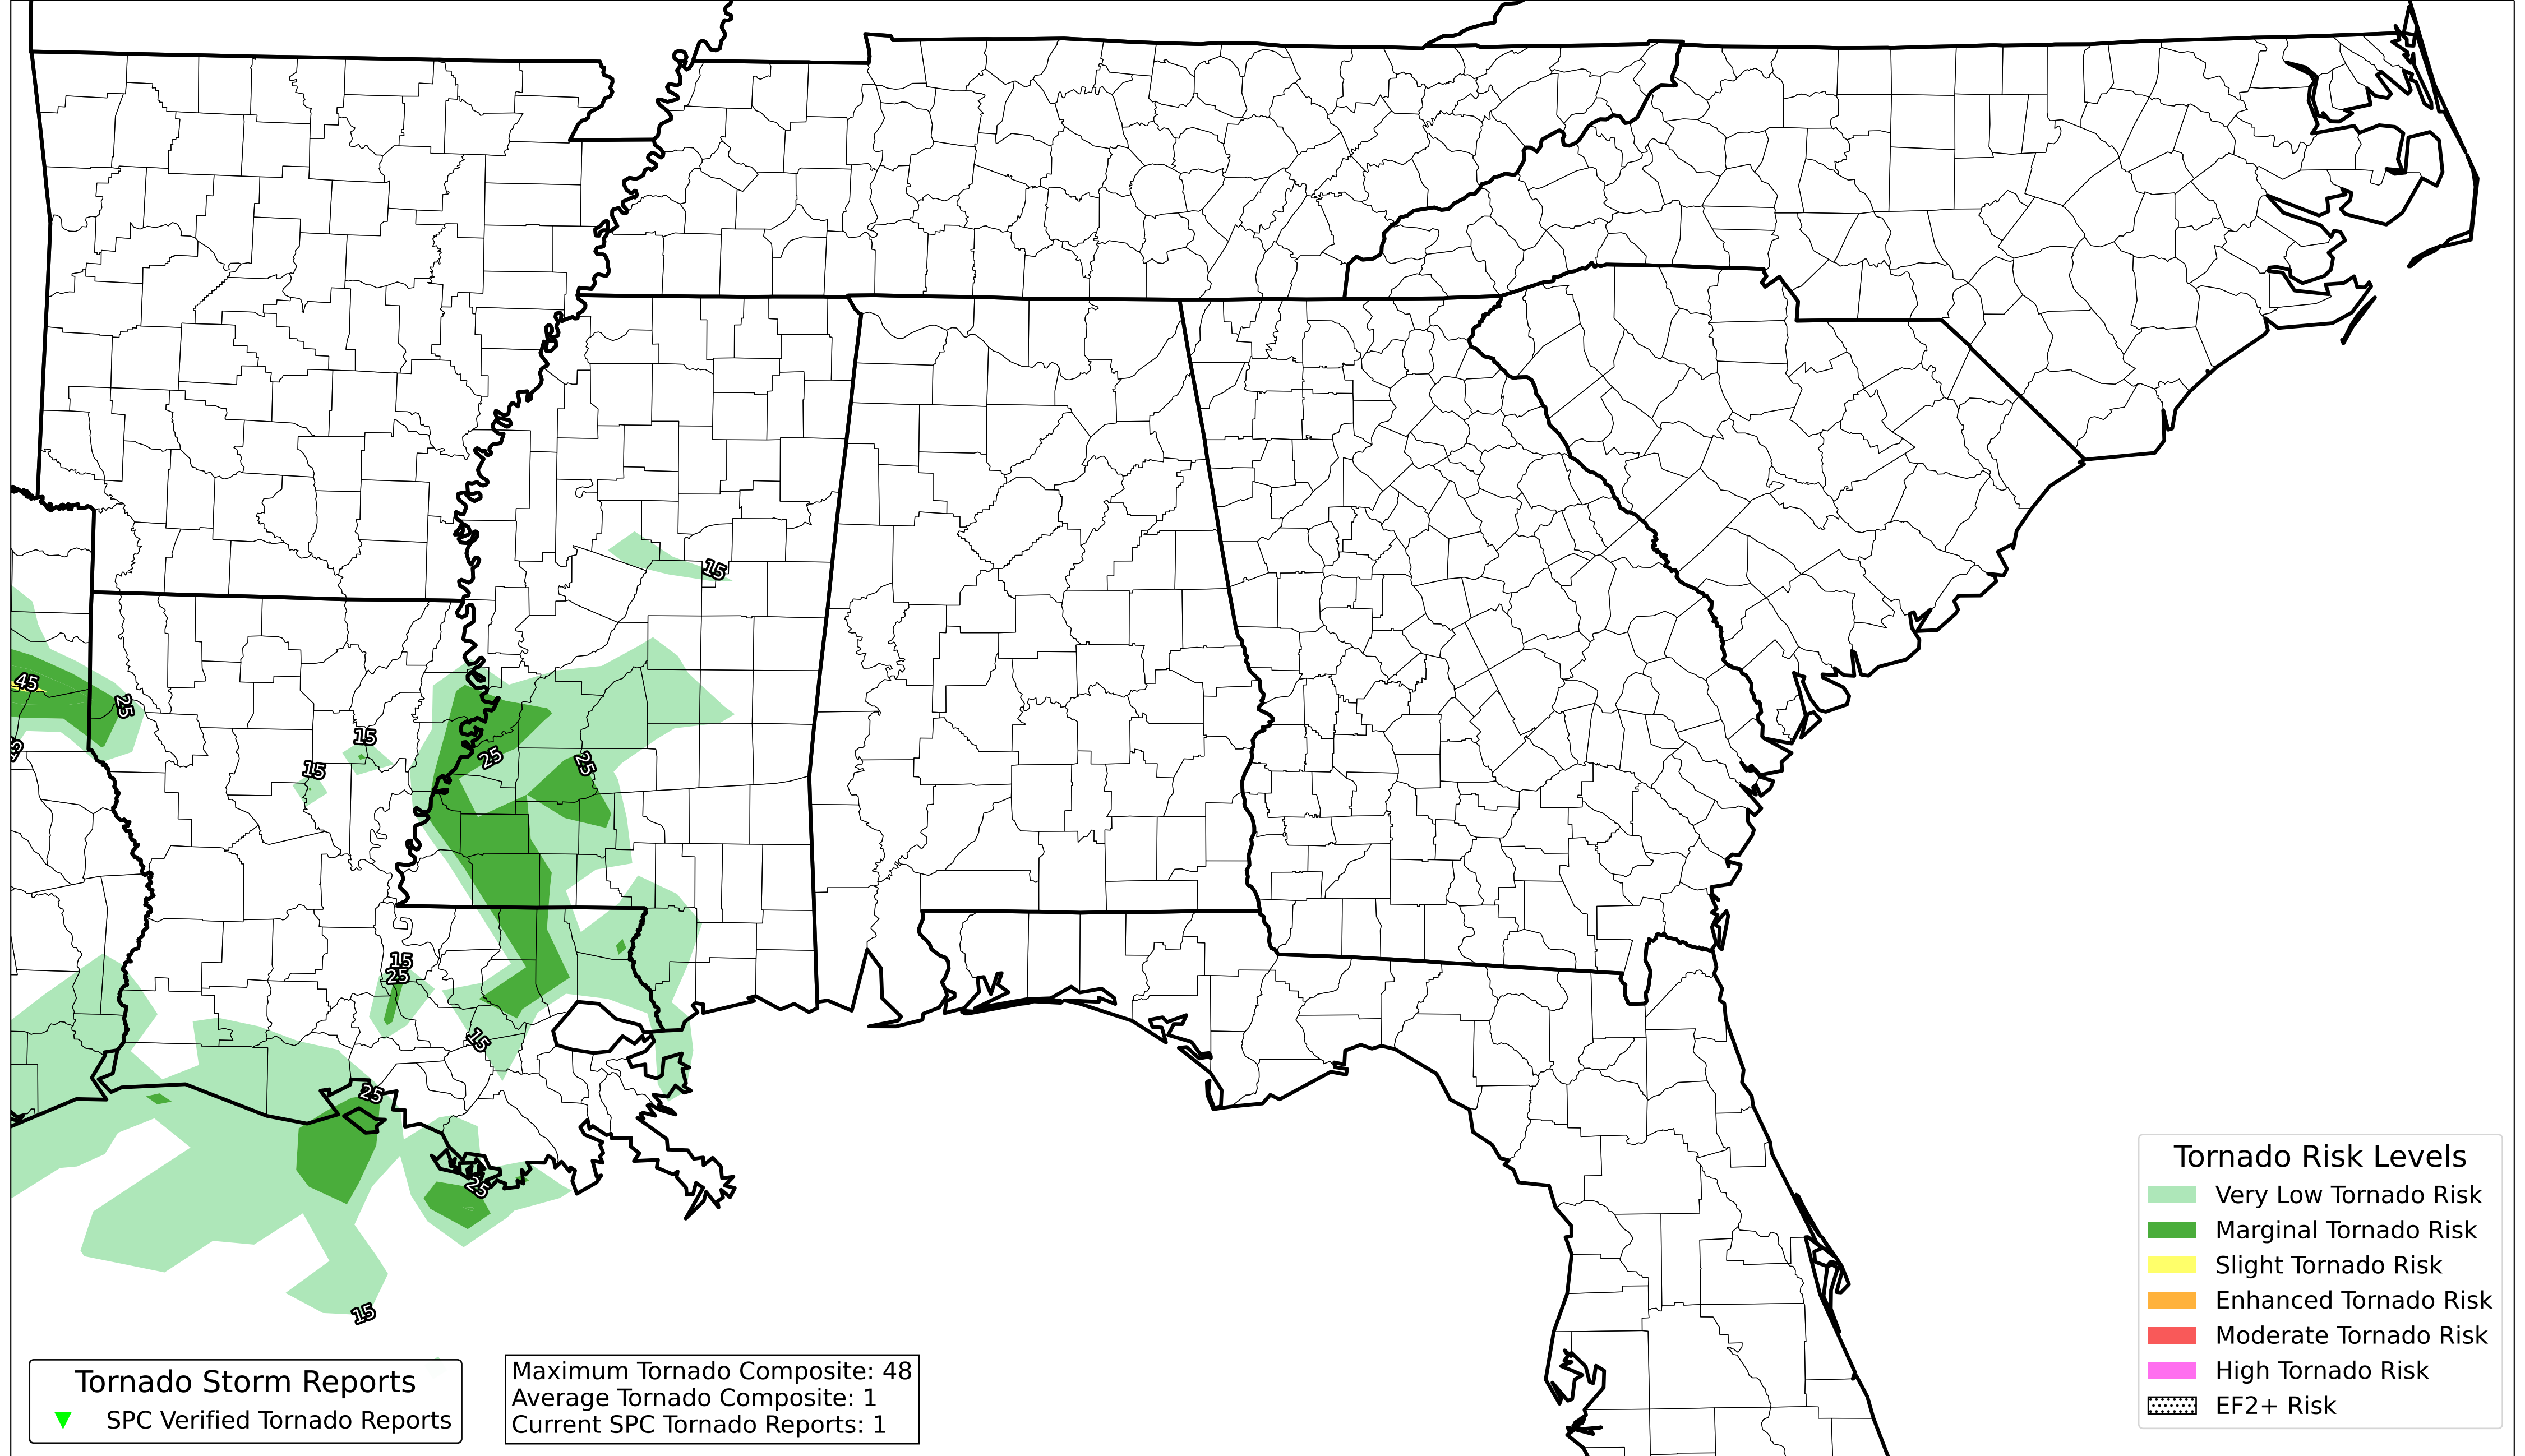 15
45
25
15
15
25
25
15
25
15
25
25
15
Tornado Storm Reports
SPC Verified Tornado Reports
Maximum Tornado Composite: 48
Average Tornado Composite: 1
Current SPC Tornado Reports: 1
Tornado Risk Levels
Very Low Tornado Risk
Marginal Tornado Risk
Slight Tornado Risk
Enhanced Tornado Risk
Moderate Tornado Risk
High Tornado Risk
EF2+ Risk